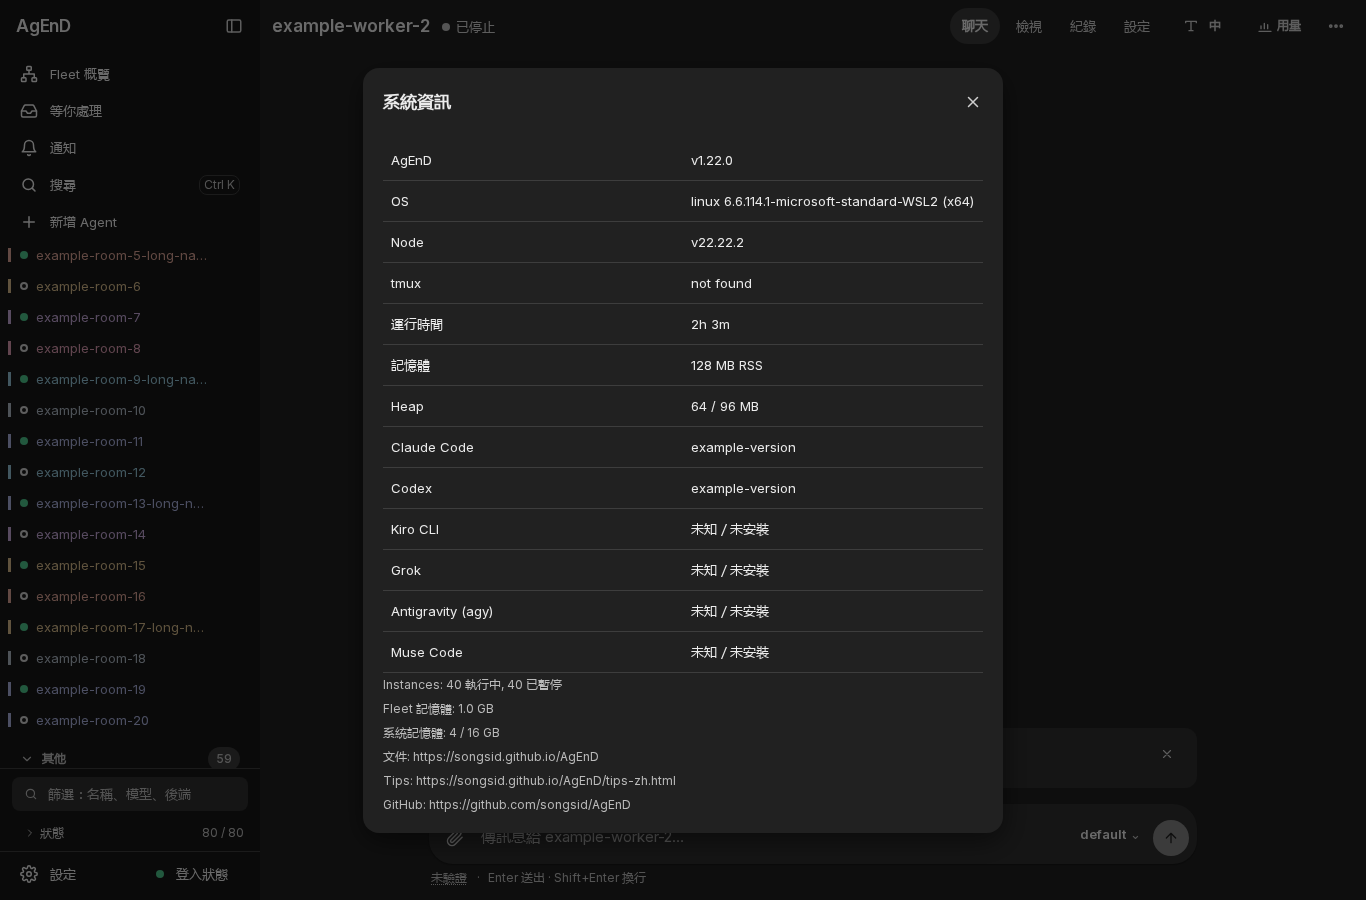 AgEnD
example-worker-2
已停止
聊天
檢視
紀錄
設定
中
用量
Fleet 概覽
等你處理
通知
搜尋
Ctrl K
新增 Agent
example-room-5-long-na…
example-room-6
example-room-7
example-room-8
example-room-9-long-na…
example-room-10
example-room-11
example-room-12
example-room-13-long-n…
example-room-14
example-room-15
example-room-16
example-room-17-long-n…
example-room-18
example-room-19
example-room-20
其他
59
篩選：名稱、模型、後端
狀態
80 / 80
設定
登入狀態
系統資訊
AgEnD v1.22.0
OS linux 6.6.114.1-microsoft-standard-WSL2 (x64)
Node v22.22.2
tmux not found
運行時間 2h 3m
記憶體 128 MB RSS
Heap 64 / 96 MB
Claude Code example-version
Codex example-version
Kiro CLI 未知 / 未安裝
Grok 未知 / 未安裝
Antigravity (agy) 未知 / 未安裝
Muse Code 未知 / 未安裝
Instances: 40 執行中, 40 已暫停
Fleet 記憶體: 1.0 GB
系統記憶體: 4 / 16 GB
文件: https://songsid.github.io/AgEnD
Tips: https://songsid.github.io/AgEnD/tips-zh.html
GitHub: https://github.com/songsid/AgEnD
傳訊息給 example-worker-2...
default
未驗證 · Enter 送出 · Shift+Enter 換行